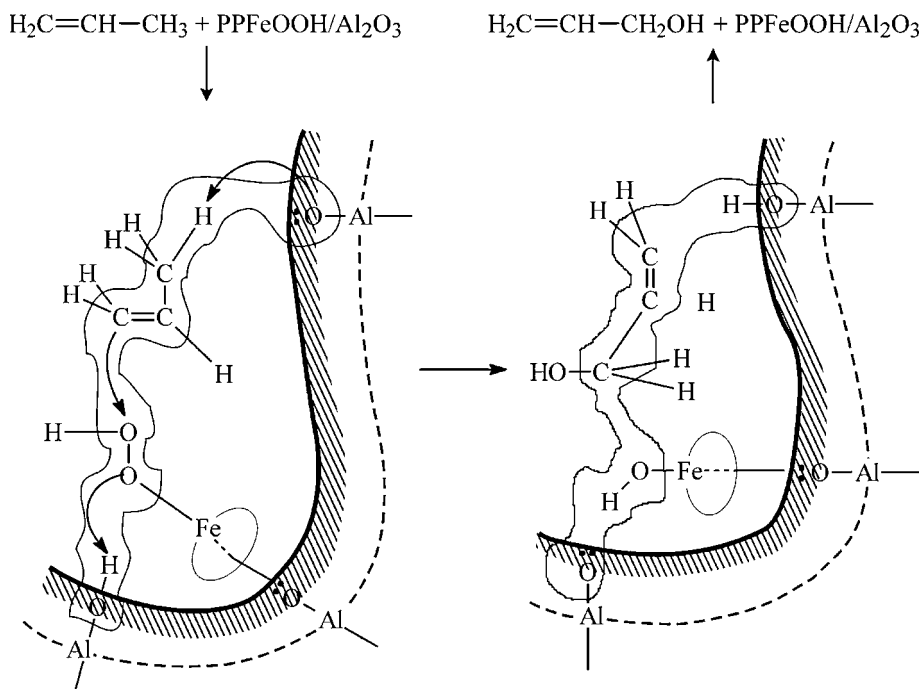 H₂C=CH—CH₃ + PPFeOOH/Al₂O₃
H₂C=CH—CH₂OH + PPFeOOH/Al₂O₃
H
H
H
:O—Al
C
H
H
C=C
H
H—O
O
Fe
H
:O
O
Al
Al
H
H
H—O—Al
C
C
H
HO—C
H
H
HO—Fe
:O—Al
H
O
Al